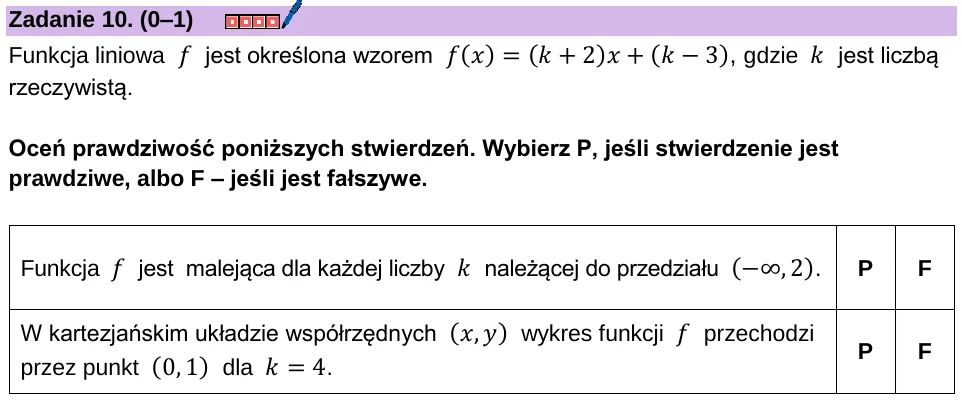 Zadanie 10. (0–1)
Funkcja liniowa f jest określona wzorem f(x) = (k + 2)x + (k − 3), gdzie k jest liczbą
rzeczywistą.
Oceń prawdziwość poniższych stwierdzeń. Wybierz P, jeśli stwierdzenie jest
prawdziwe, albo F – jeśli jest fałszywe.
Funkcja f jest malejąca dla każdej liczby k należącej do przedziału (−∞, 2). P F
W kartezjańskim układzie współrzędnych (x, y) wykres funkcji f przechodzi
przez punkt (0, 1) dla k = 4. P F